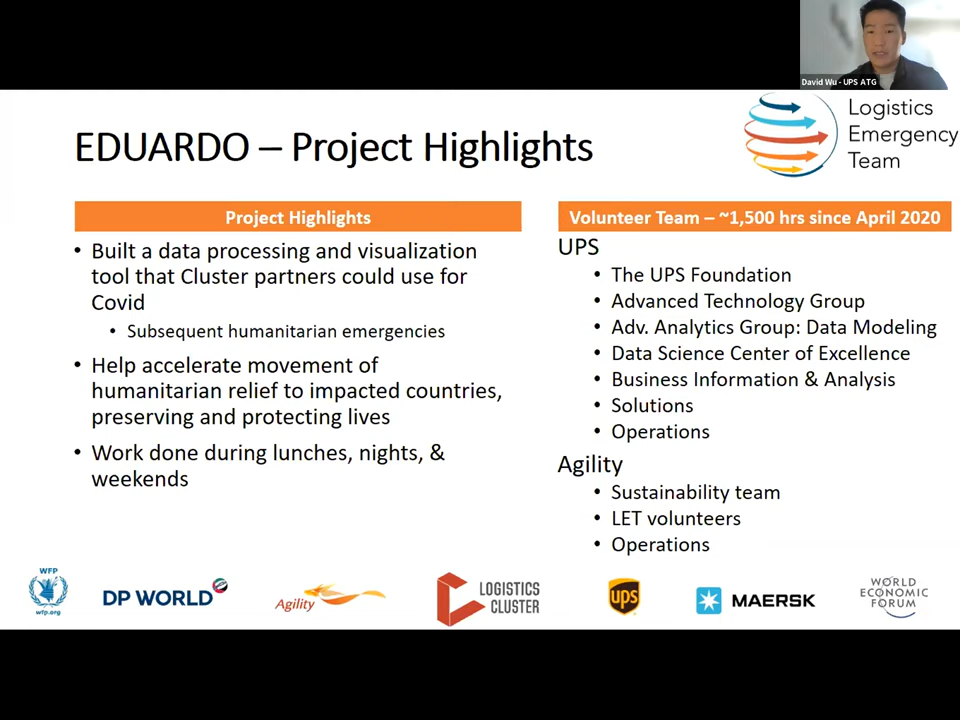 David Wu - UPS ATG
Logistics
Emergency
Team
EDUARDO – Project Highlights
Project Highlights
• Built a data processing and visualization
tool that Cluster partners could use for
Covid
• Subsequent humanitarian emergencies
• Help accelerate movement of
humanitarian relief to impacted countries,
preserving and protecting lives
• Work done during lunches, nights, &
weekends
Volunteer Team – ~1,500 hrs since April 2020
UPS
• The UPS Foundation
• Advanced Technology Group
• Adv. Analytics Group: Data Modeling
• Data Science Center of Excellence
• Business Information & Analysis
• Solutions
• Operations
Agility
• Sustainability team
• LET volunteers
• Operations
WFP
wfp.org
DP WORLD
Agility
LOGISTICS
CLUSTER
ups
MAERSK
WORLD
ECONOMIC
FORUM